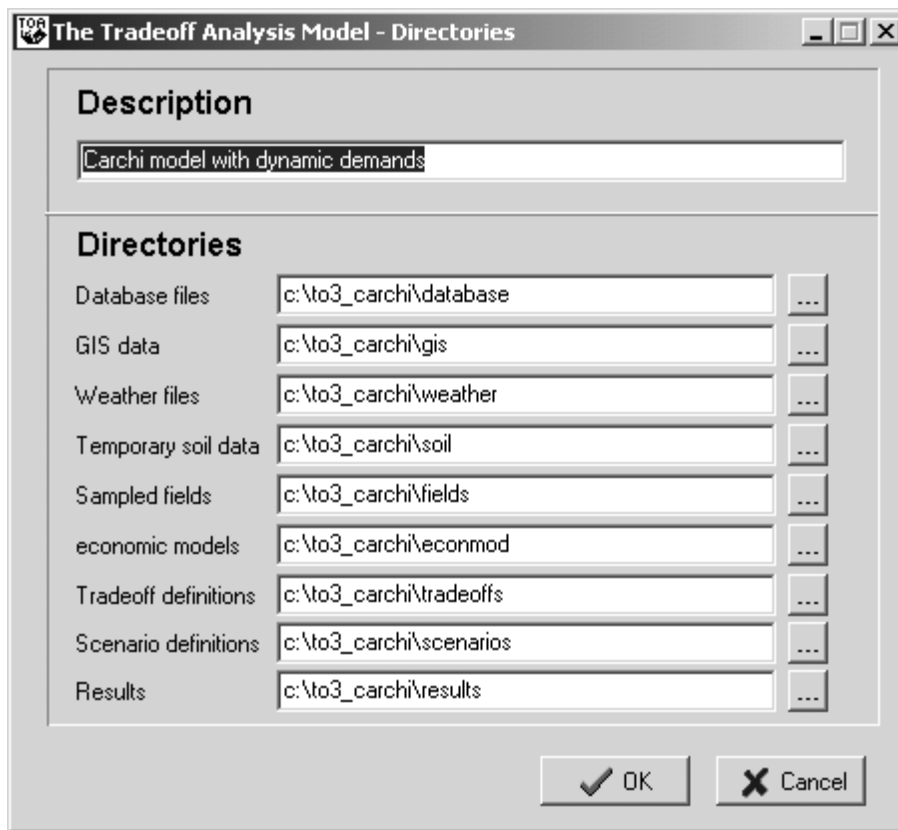 TOA The Tradeoff Analysis Model - Directories
Description
Carchi model with dynamic demands
Directories
Database files c:\to3_carchi\database ...
GIS data c:\to3_carchi\gis ...
Weather files c:\to3_carchi\weather ...
Temporary soil data c:\to3_carchi\soil ...
Sampled fields c:\to3_carchi\fields ...
economic models c:\to3_carchi\econmod ...
Tradeoff definitions c:\to3_carchi\tradeoffs ...
Scenario definitions c:\to3_carchi\scenarios ...
Results c:\to3_carchi\results ...
OK Cancel